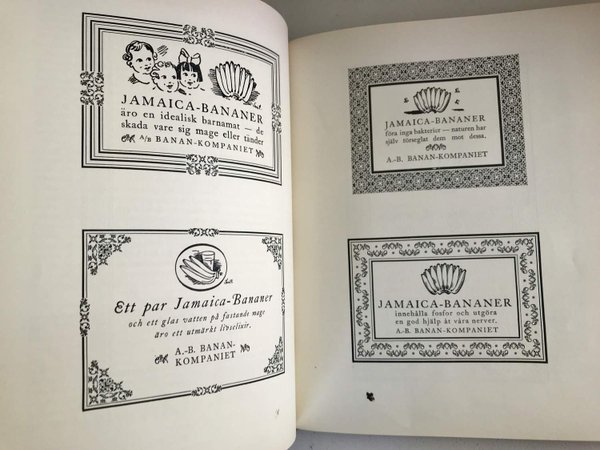 JAMAICA-BANANER
äro en idealisk barnamat — de
skada vare sig mage eller tänder
A/B BANAN-KOMPANIET
Ett par Jamaica-Bananer
och ett glas vatten på fastande mage
äro ett utmärkt livselixir.
A.-B. BANAN-
KOMPANIET
JAMAICA-BANANER
föra inga bakterier — naturen har
själv förseglat dem mot dessa.
A.-B. BANAN-KOMPANIET
JAMAICA-BANANER
innehålla fosfor och utgöra
en god hjälp åt våra nerver.
A.-B. BANAN-KOMPANIET